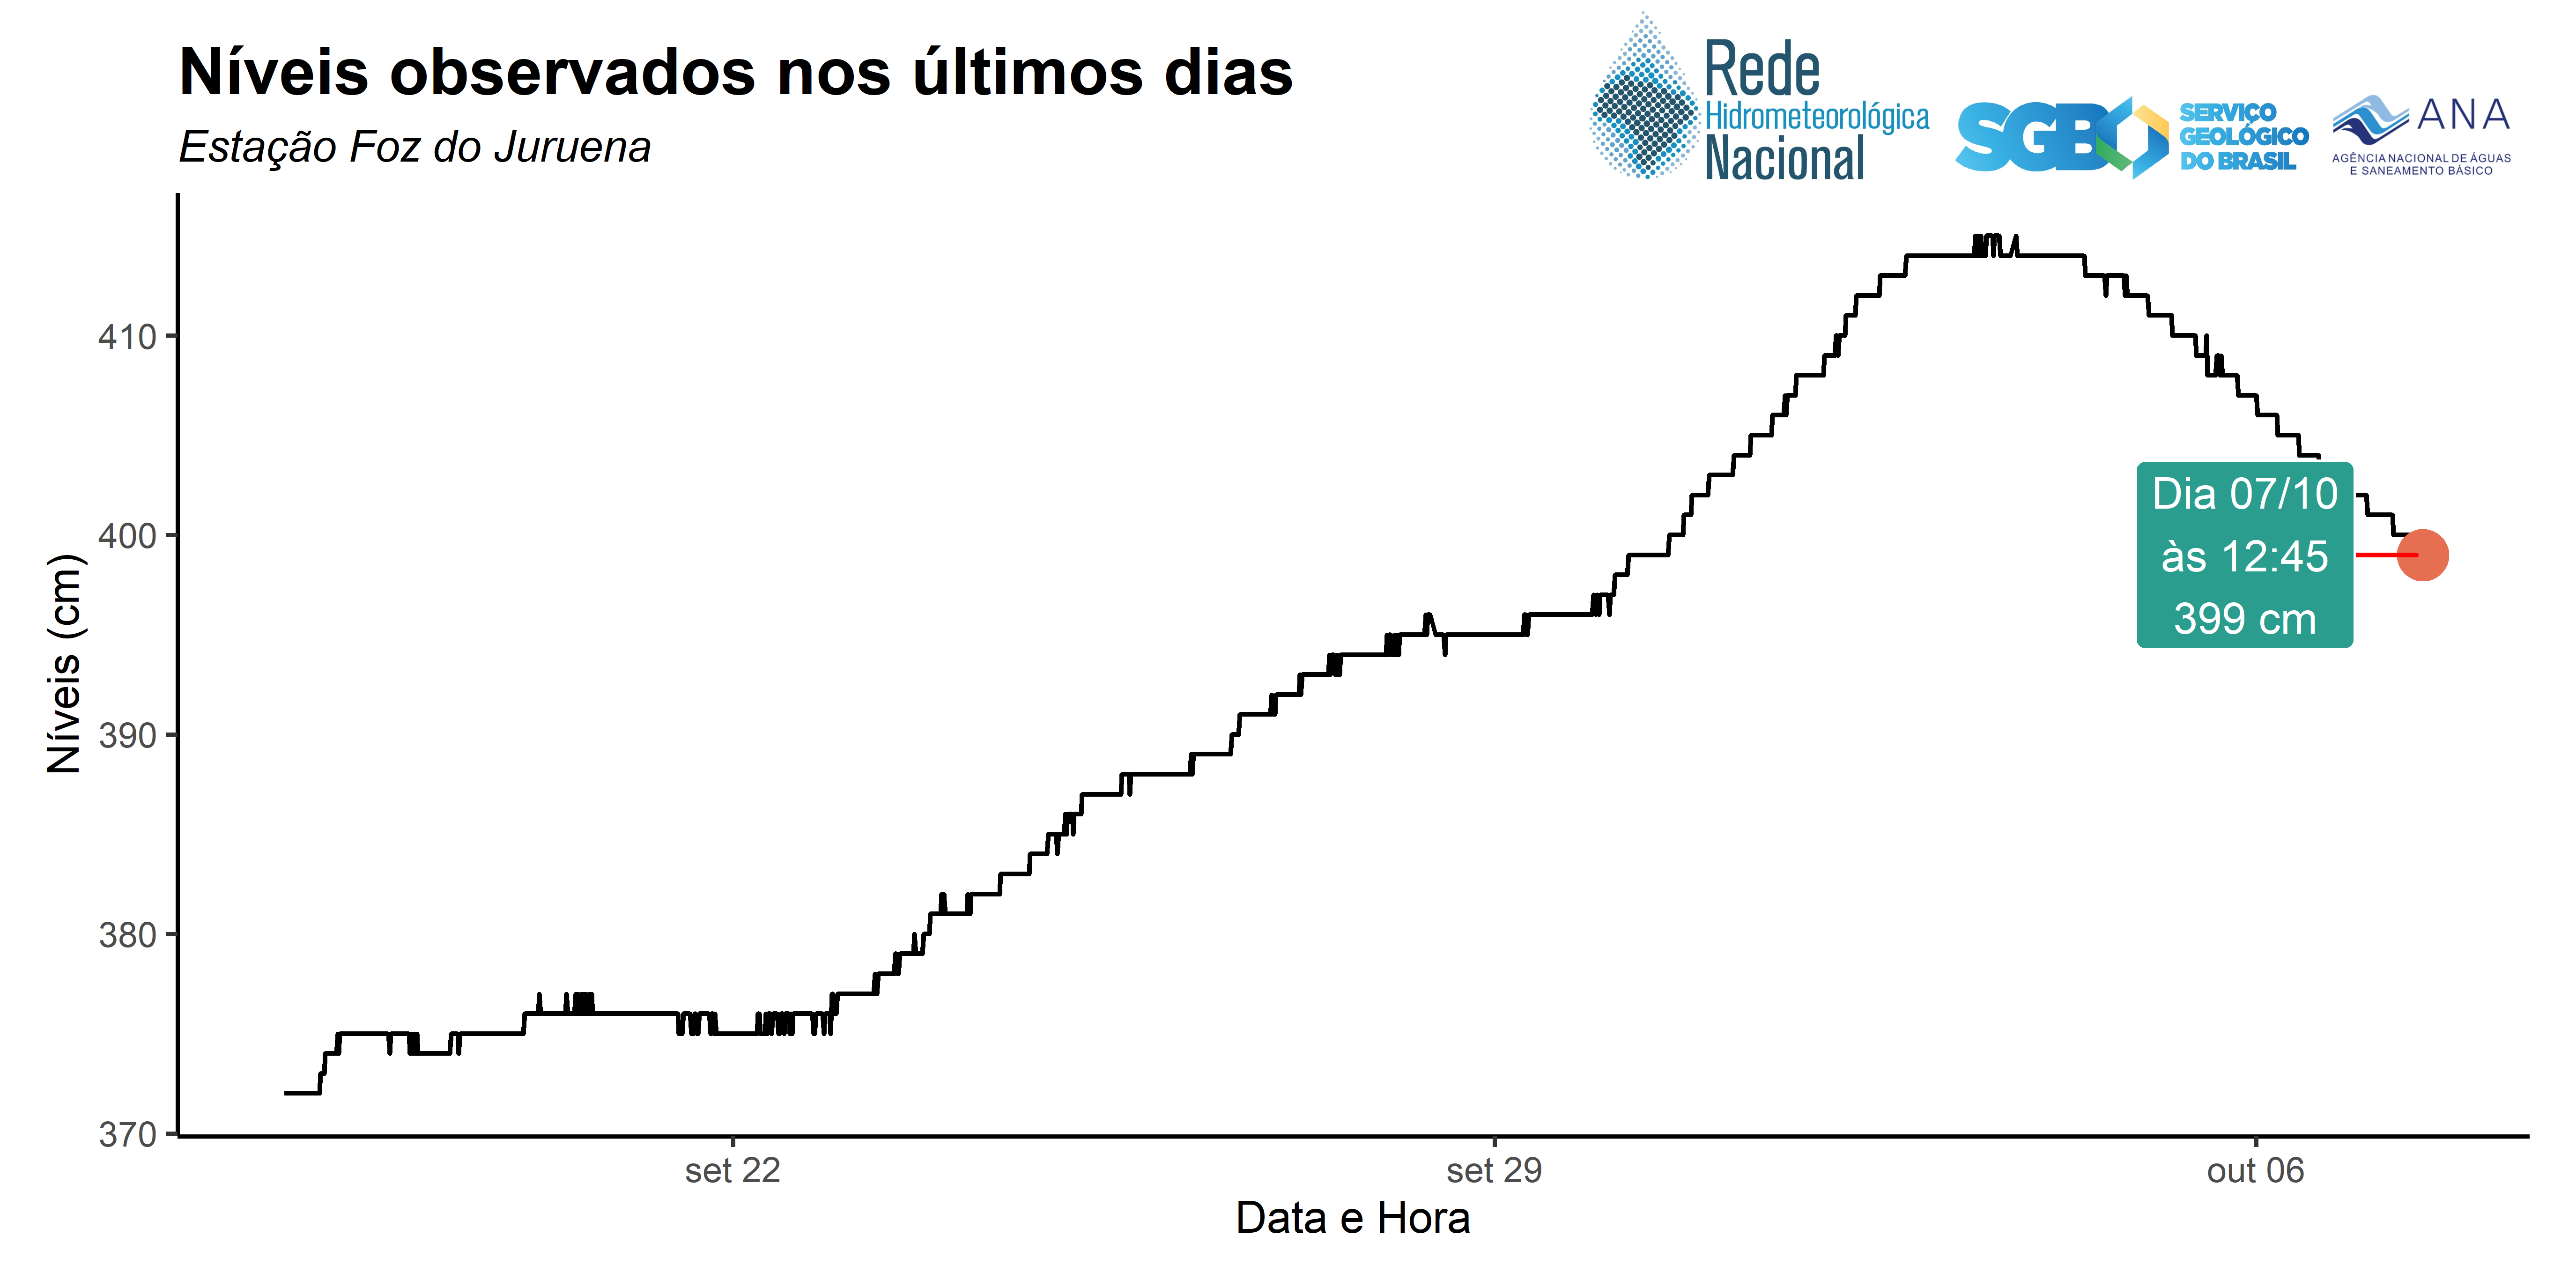 Níveis observados nos últimos dias
Estação Foz do Juruena
Rede
Hidrometeorológica
Nacional
SGB
SERVIÇO
GEOLÓGICO
DO BRASIL
ANA
AGÊNCIA NACIONAL DE ÁGUAS
E SANEAMENTO BÁSICO
Níveis (cm)
410
400
390
380
370
Dia 07/10
às 12:45
399 cm
set 22
set 29
out 06
Data e Hora